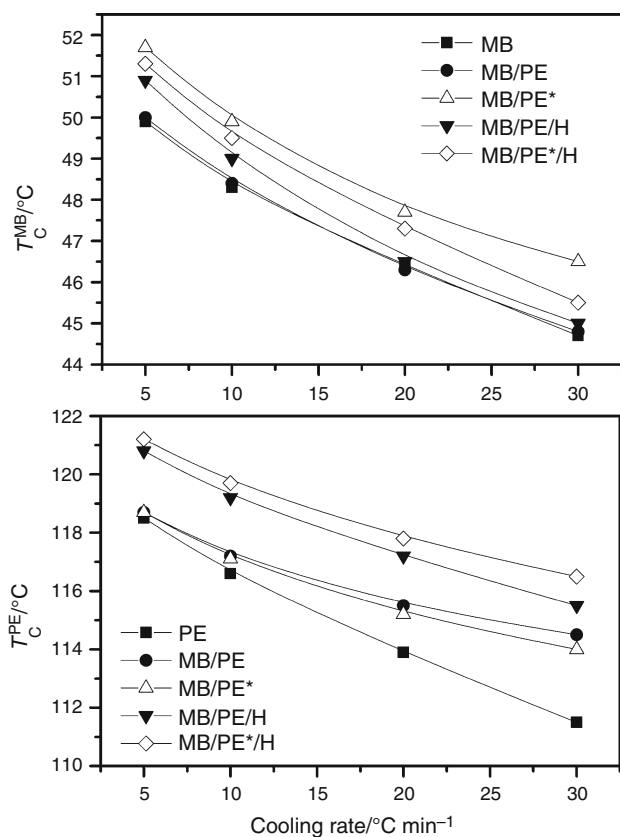 52
51
50
49
48
47
46
45
44
T_C^MB/°C
MB
MB/PE
MB/PE*
MB/PE/H
MB/PE*/H
5 10 15 20 25 30
122
120
118
116
114
112
110
T_C^PE/°C
PE
MB/PE
MB/PE*
MB/PE/H
MB/PE*/H
5 10 15 20 25 30
Cooling rate/°C min⁻¹